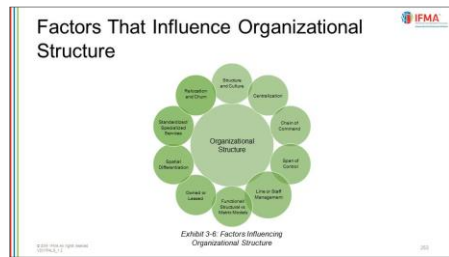 Factors That Influence Organizational
Structure
IFMA
Structure
and Culture
Centralization
Chain of
Command
Span of
Control
Line or Staff
Management
Functional
Structural vs
Matrix Models
Owned vs
Leased
Spatial
Differentiation
Standardized
Specialized
Services
Relocation
and Churn
Organizational
Structure
Exhibit 3-6: Factors Influencing
Organizational Structure